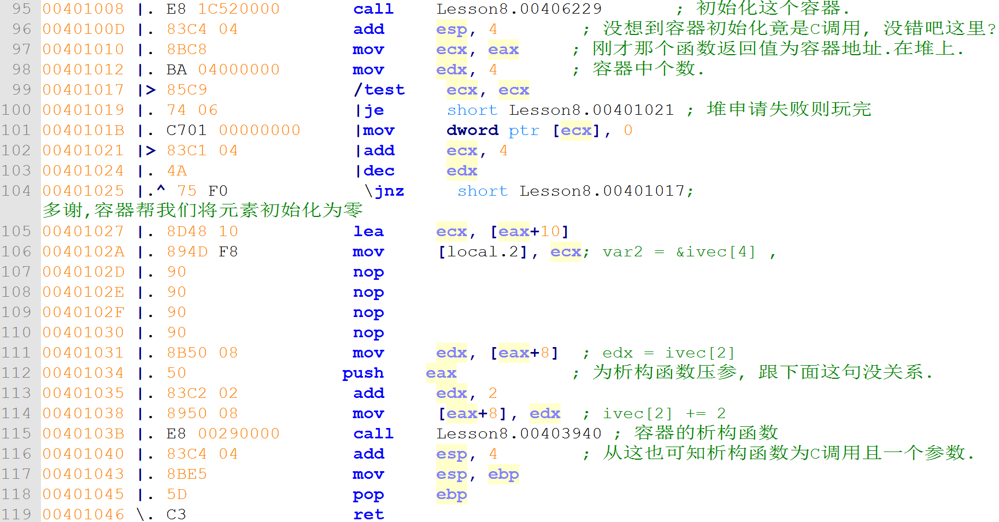 95 00401008 |. E8 1C520000 call Lesson8.00406229 ; 初始化这个容器.
96 0040100D |. 83C4 04 add esp, 4 ; 没想到容器初始化竟是C调用, 没错吧这里?
97 00401010 |. 8BC8 mov ecx, eax ; 刚才那个函数返回值为容器地址.在堆上.
98 00401012 |. BA 04000000 mov edx, 4 ; 容器中个数.
99 00401017 |> 85C9 /test ecx, ecx
100 00401019 |. 74 06 |je short Lesson8.00401021 ; 堆申请失败则玩完
101 0040101B |. C701 00000000 |mov dword ptr [ecx], 0
102 00401021 |> 83C1 04 |add ecx, 4
103 00401024 |. 4A |dec edx
104 00401025 |.^ 75 F0 \jnz short Lesson8.00401017;
多谢,容器帮我们将元素初始化为零
105 00401027 |. 8D48 10 lea ecx, [eax+10]
106 0040102A |. 894D F8 mov [local.2], ecx; var2 = &ivec[4] ,
107 0040102D |. 90 nop
108 0040102E |. 90 nop
109 0040102F |. 90 nop
110 00401030 |. 90 nop
111 00401031 |. 8B50 08 mov edx, [eax+8] ; edx = ivec[2]
112 00401034 |. 50 push eax ; 为析构函数压参, 跟下面这句没关系.
113 00401035 |. 83C2 02 add edx, 2
114 00401038 |. 8950 08 mov [eax+8], edx ; ivec[2] += 2
115 0040103B |. E8 00290000 call Lesson8.00403940 ; 容器的析构函数
116 00401040 |. 83C4 04 add esp, 4 ; 从这也可知析构函数为C调用且一个参数.
117 00401043 |. 8BE5 mov esp, ebp
118 00401045 |. 5D pop ebp
119 00401046 \. C3 ret